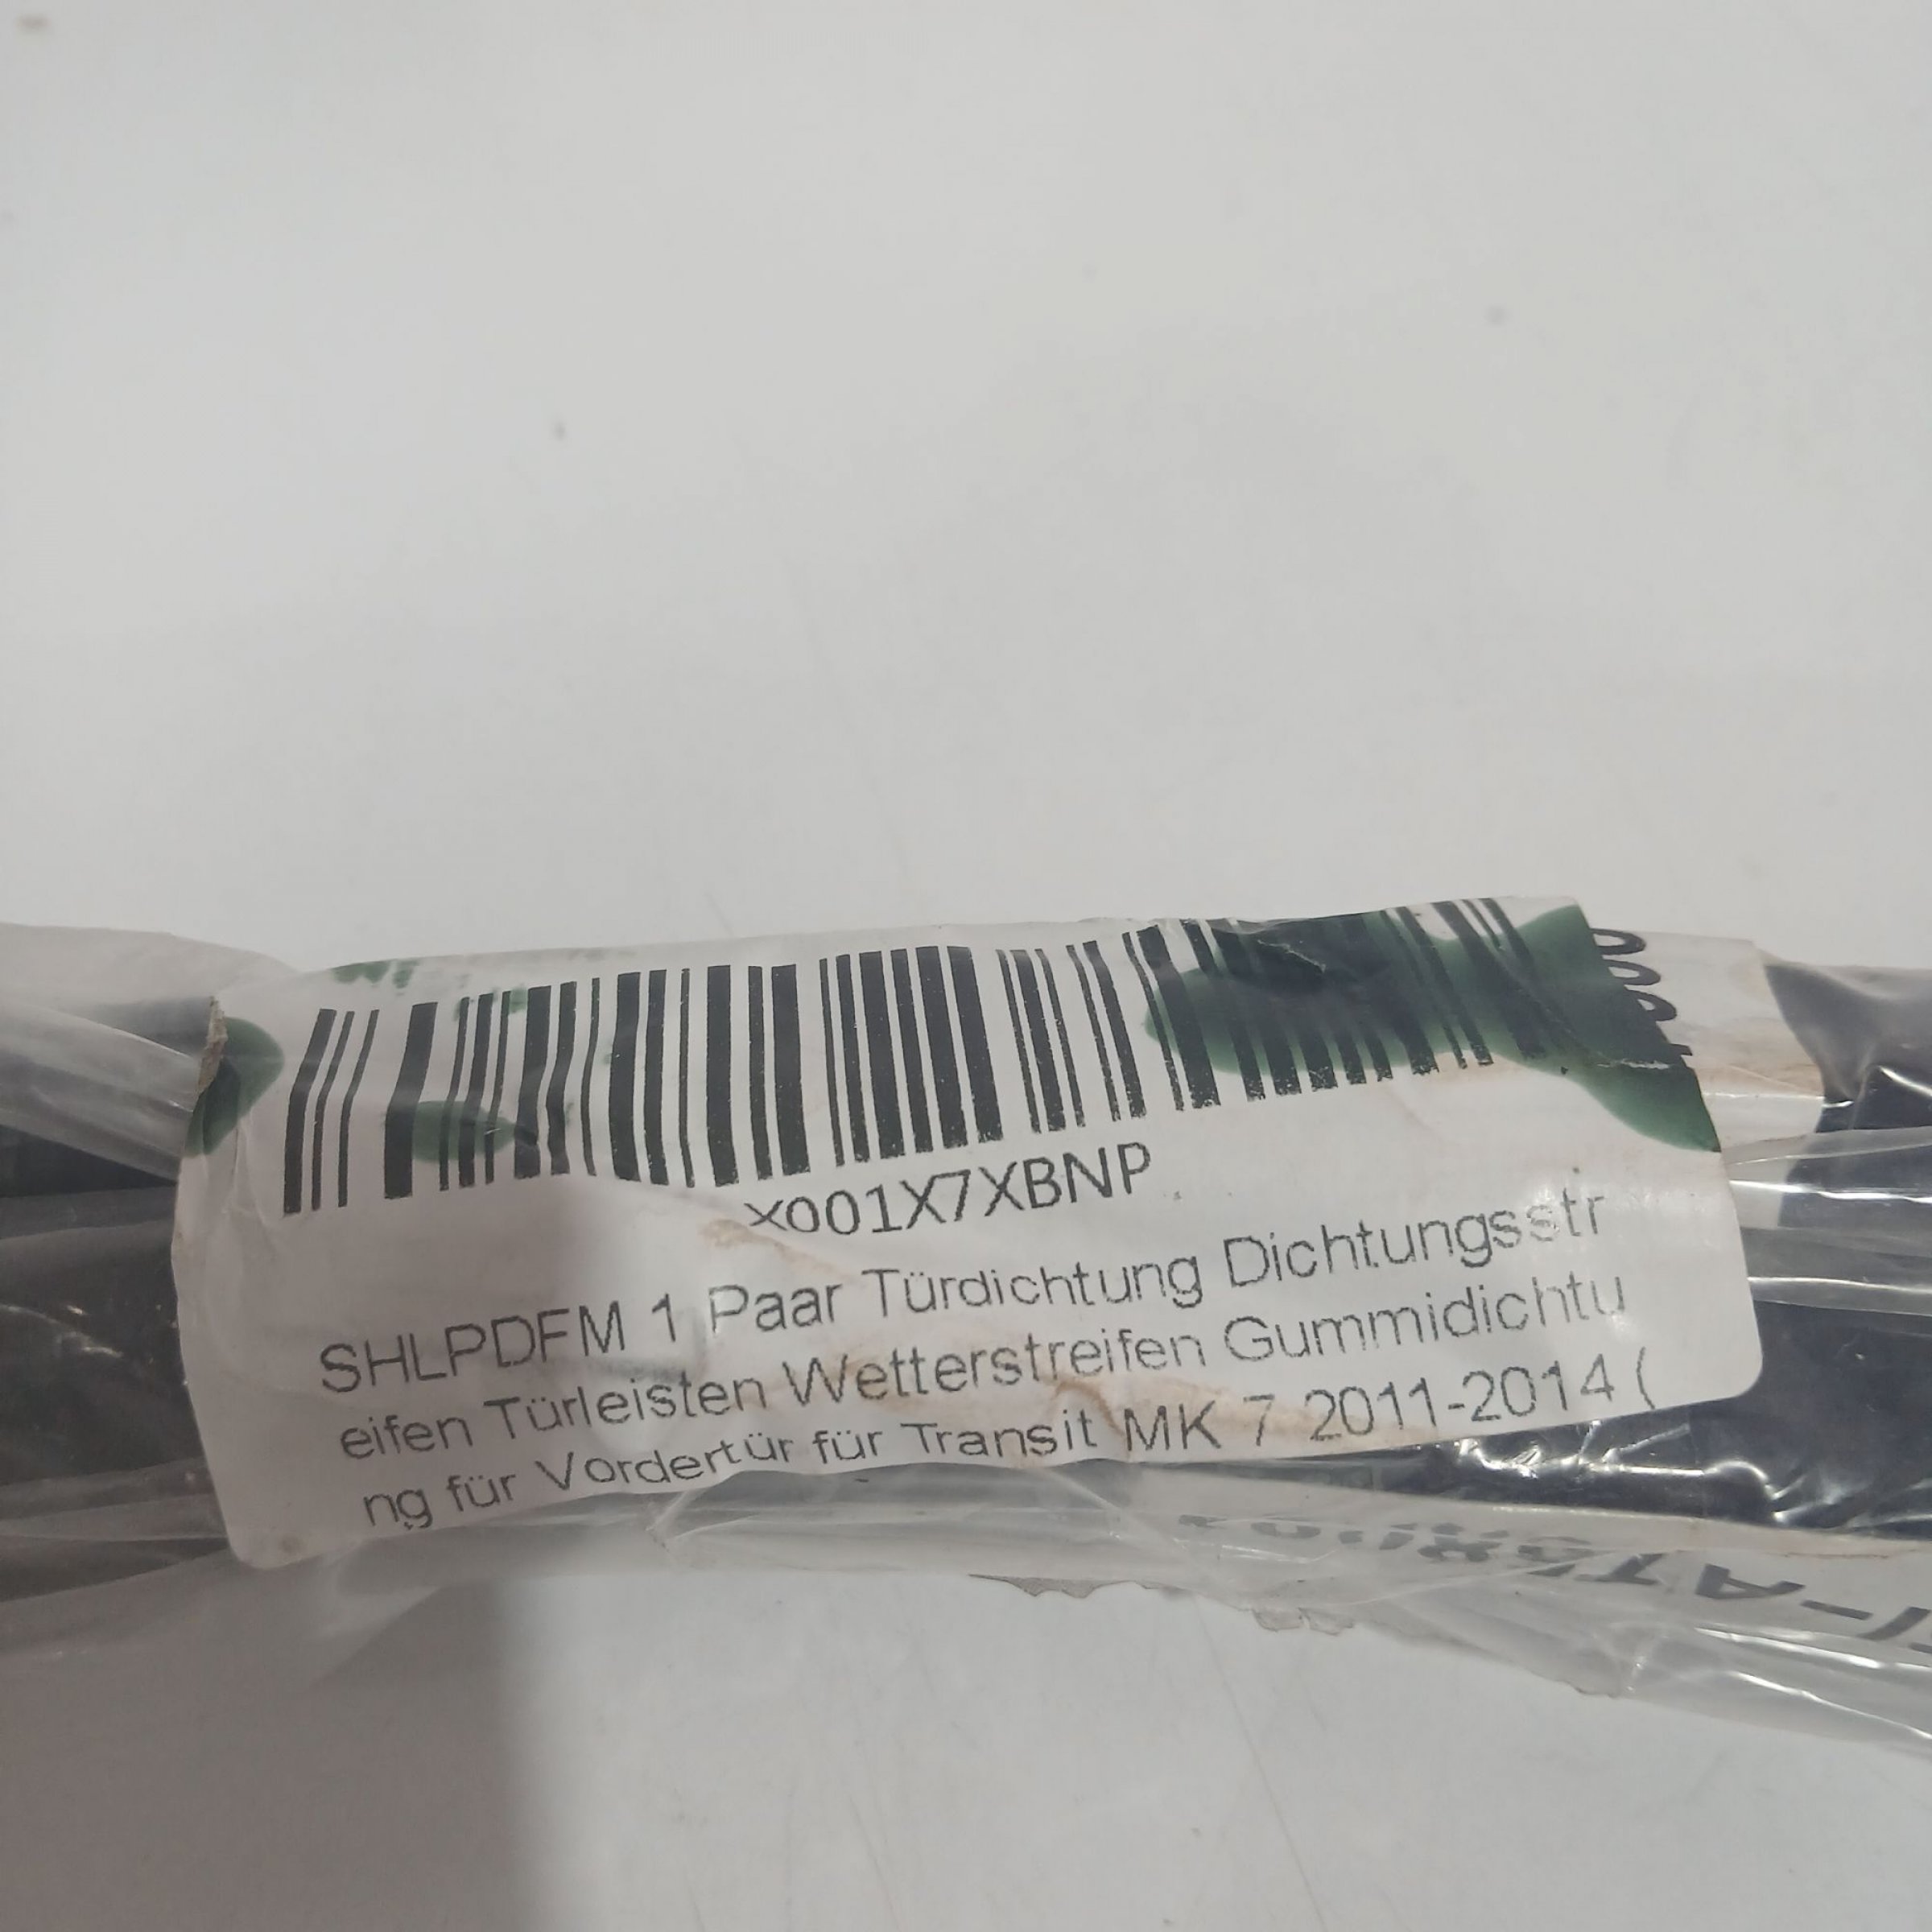 X001X7XBNP
SHLPDFM 1 Paar Türdichtung Dichtungsstr
eifen Türleisten Wetterstreifen Gummidichtu
ng für Vordertür für Transit MK 7 2011-2014 (